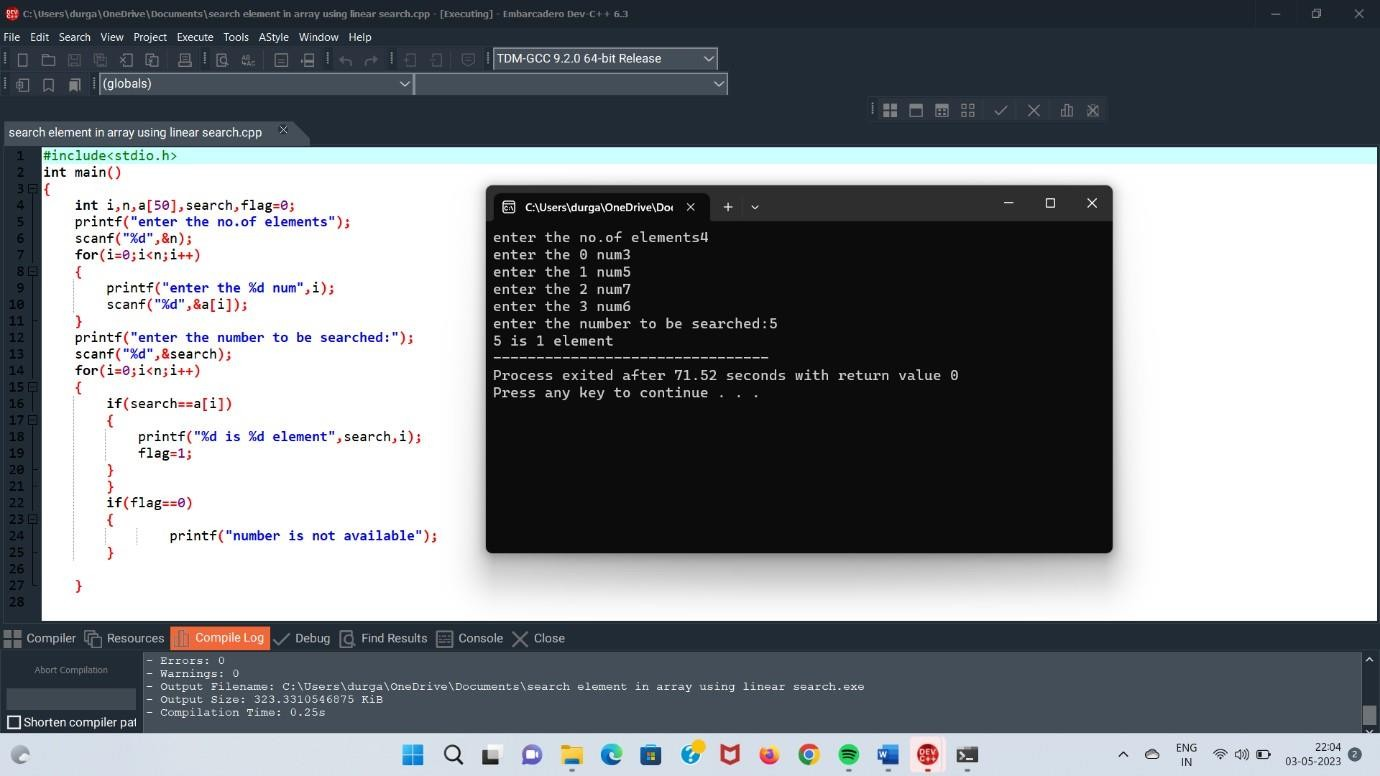 C:\Users\durga\OneDrive\Documents\search element in array using linear search.cpp - [Executing] - Embarcadero Dev-C++ 6.3
File Edit Search View Project Execute Tools AStyle Window Help
TDM-GCC 9.2.0 64-bit Release
(globals)
search element in array using linear search.cpp
1 #include<stdio.h>
2 int main()
3 {
4 int i,n,a[50],search,flag=0;
5 printf("enter the no.of elements");
6 scanf("%d",&n);
7 for(i=0;i<n;i++)
8 {
9 printf("enter the %d num",i);
10 scanf("%d",&a[i]);
11 }
12 printf("enter the number to be searched:");
13 scanf("%d",&search);
14 for(i=0;i<n;i++)
15 {
16 if(search==a[i])
17 {
18 printf("%d is %d element",search,i);
19 flag=1;
20 }
21 }
22 if(flag==0)
23 {
24 printf("number is not available");
25 }
26
27 }
28
C:\Users\durga\OneDrive\Do
enter the no.of elements4
enter the 0 num3
enter the 1 num5
enter the 2 num7
enter the 3 num6
enter the number to be searched:5
5 is 1 element
--------------------------------
Process exited after 71.52 seconds with return value 0
Press any key to continue . . .
Compiler Resources Compile Log Debug Find Results Console Close
Abort Compilation
Shorten compiler pat
- Errors: 0
- Warnings: 0
- Output Filename: C:\Users\durga\OneDrive\Documents\search element in array using linear search.exe
- Output Size: 323.3310546875 KiB
- Compilation Time: 0.25s
DEV C++
ENG
IN
22:04
03-05-2023
2